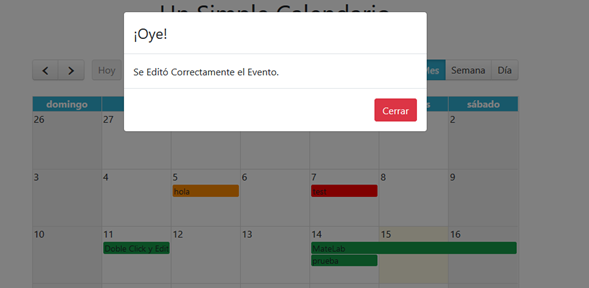 Un Simple Calendario
¡Oye!
Se Editó Correctamente el Evento.
Cerrar
Hoy
Mes Semana Día
domingo sábado
26 27 2
3 4 5 6 7 8 9
hola test
10 11 12 13 14 15 16
Doble Click y Edit MateLab
prueba